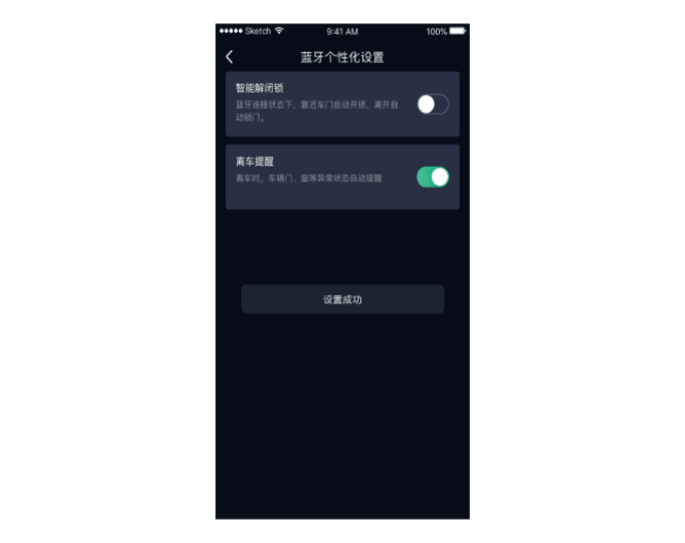 Sketch
9:41 AM
100%
蓝牙个性化设置
智能解闭锁
蓝牙连接状态下，靠近车门自动开锁，离开自
动锁门。
离车提醒
离车时，车辆门、窗等异常状态自动提醒
设置成功